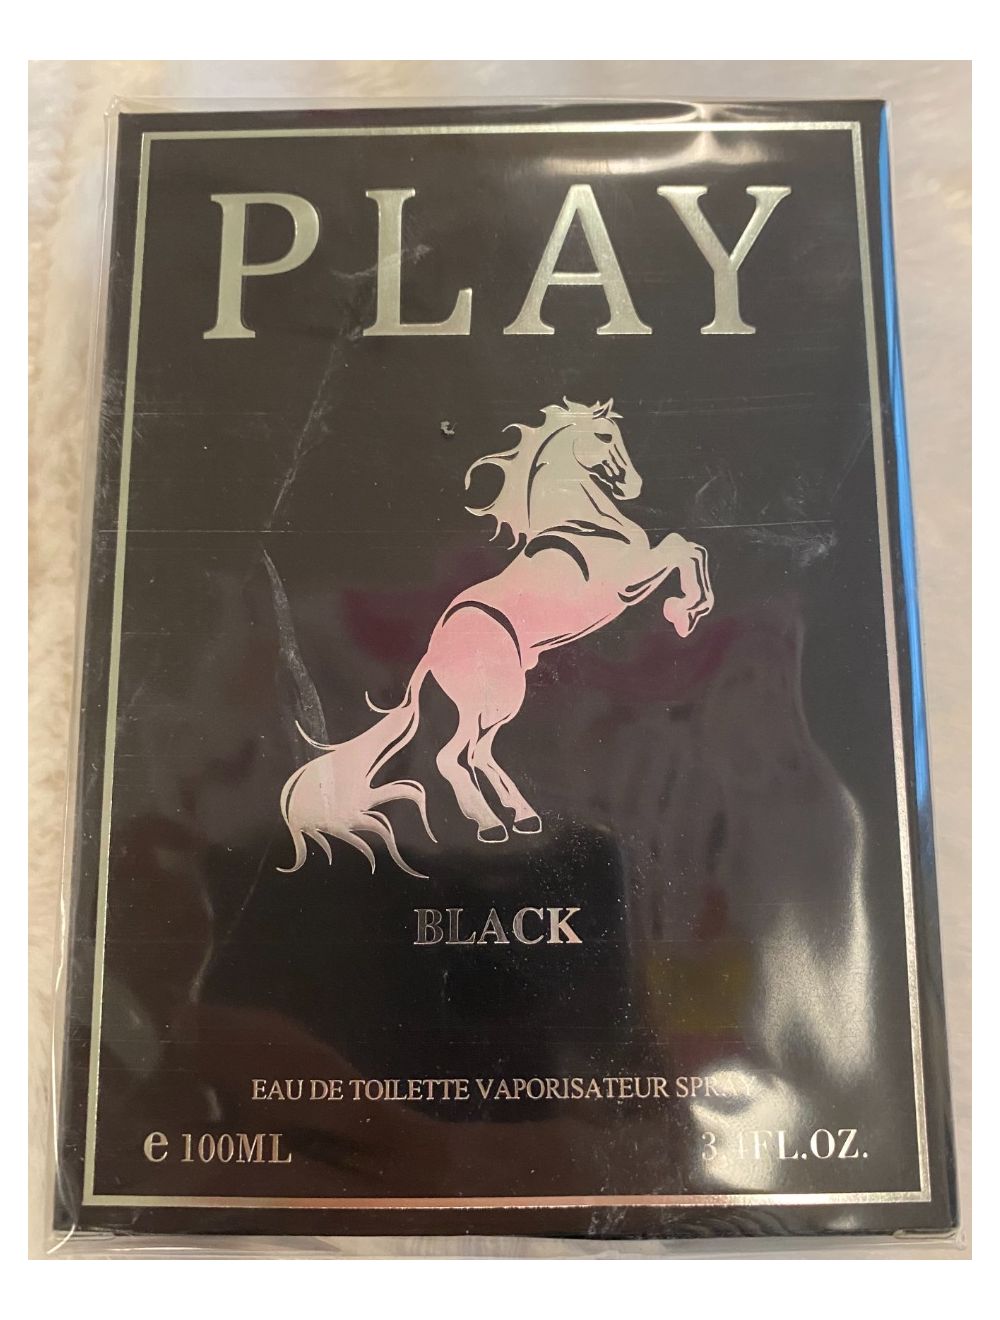 PLAY
BLACK
EAU DE TOILETTE VAPORISATEUR SPRAY
e 100ML
3.4FL.OZ.